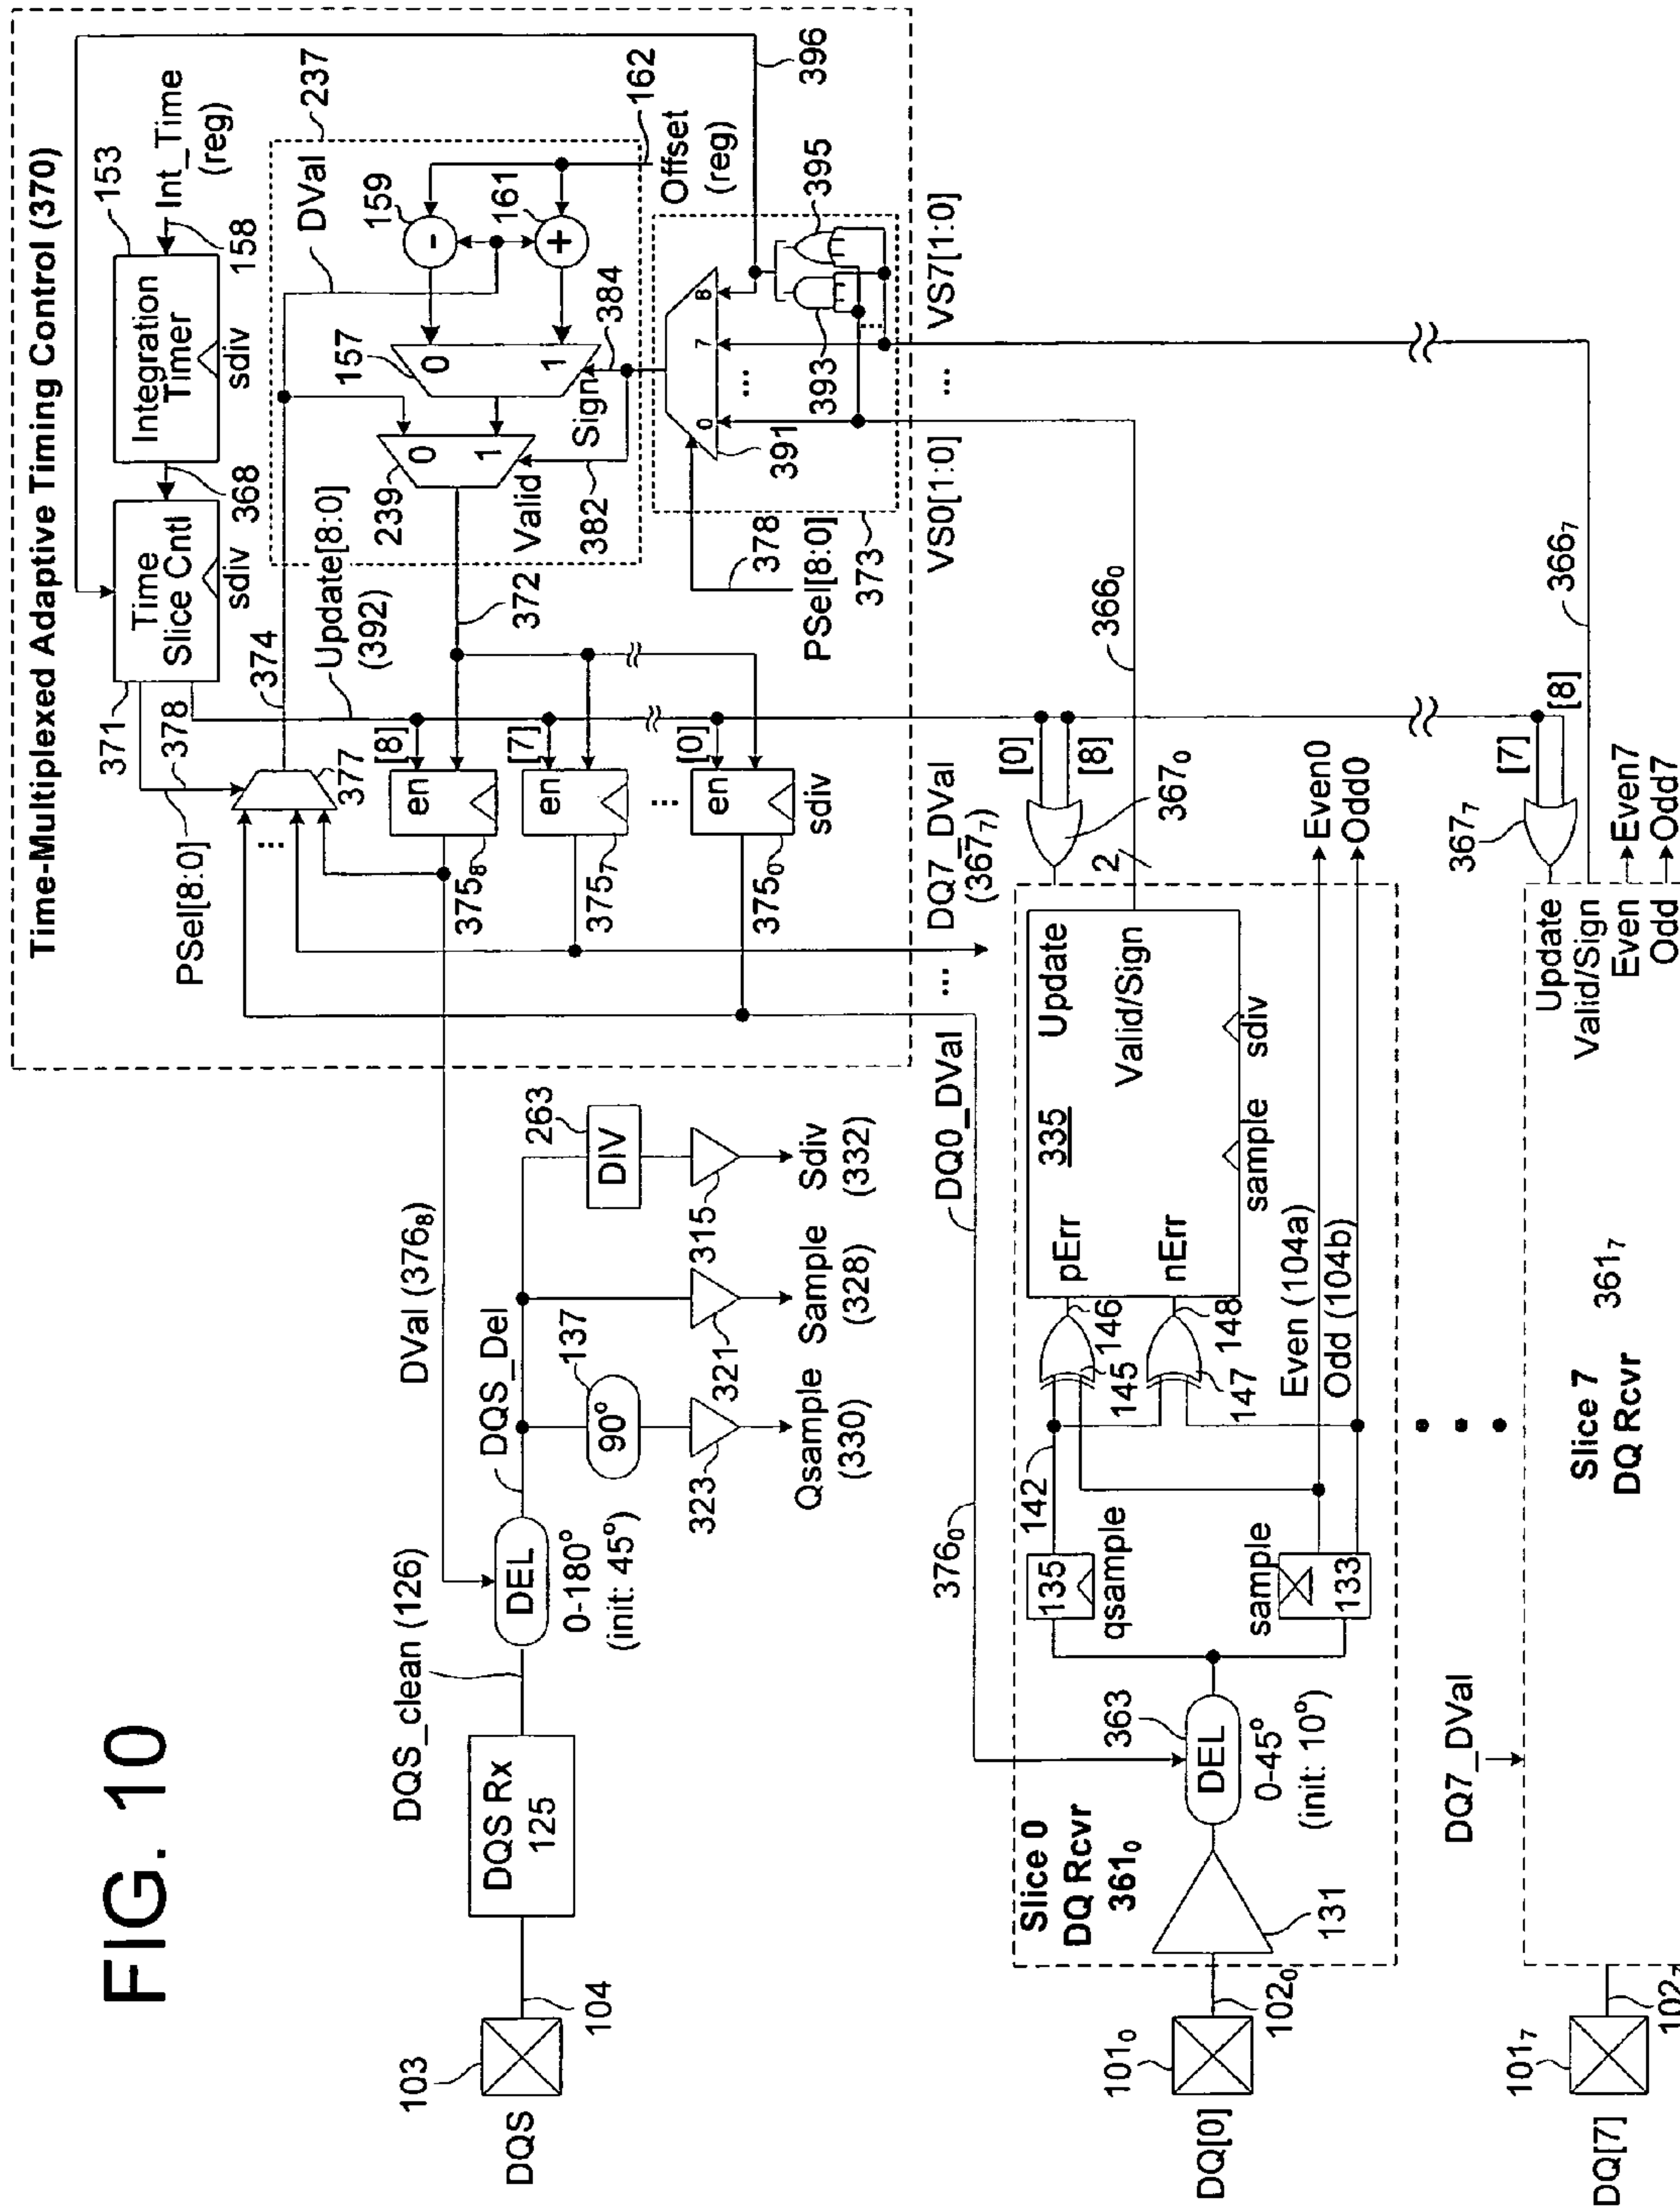 FIG. 10
Time-Multiplexed Adaptive Timing Control (370)
371
378
PSel[8:0]
Time
Slice Cntl
sdiv
368
Integration
Timer
sdiv
153
Int_Time
(reg)
158
377
374
Update[8:0]
(392)
DVal
237
157
159
-
161
+
0
1
239
0
1
Valid
Sign
382
384
372
162
Offset
(reg)
396
[8]
en
375₈
[7]
en
375₇
...
[0]
en
375₀
sdiv
...
PSel[8:0]
378
373
391
0
...
7
8
393
395
...
VS0[1:0]
...
VS7[1:0]
DQS
103
104
DQS Rx
125
DQS_clean (126)
DEL
0-180°
(init: 45°)
DVal (376₈)
DQS_Del
137
90°
323
321
315
263
DIV
Qsample
(330)
Sample
(328)
Sdiv
(332)
DQ0_DVal
...
DQ7_DVal
(367₇)
376₀
DQ[0]
101₀
102₀
Slice 0
DQ Rcvr
361₀
131
363
DEL
0-45°
(init: 10°)
135
qsample
sample
133
142
145
146
147
148
pErr
nErr
335
Update
Valid/Sign
sample
sdiv
Even (104a)
Odd (104b)
Even0
Odd0
2
366₀
[0]
[8]
367₀
DQ[7]
101₇
102₇
DQ7_DVal
Slice 7
DQ Rcvr
361₇
Update
Valid/Sign
Even
Odd
Even7
Odd7
367₇
[7]
[8]
366₇